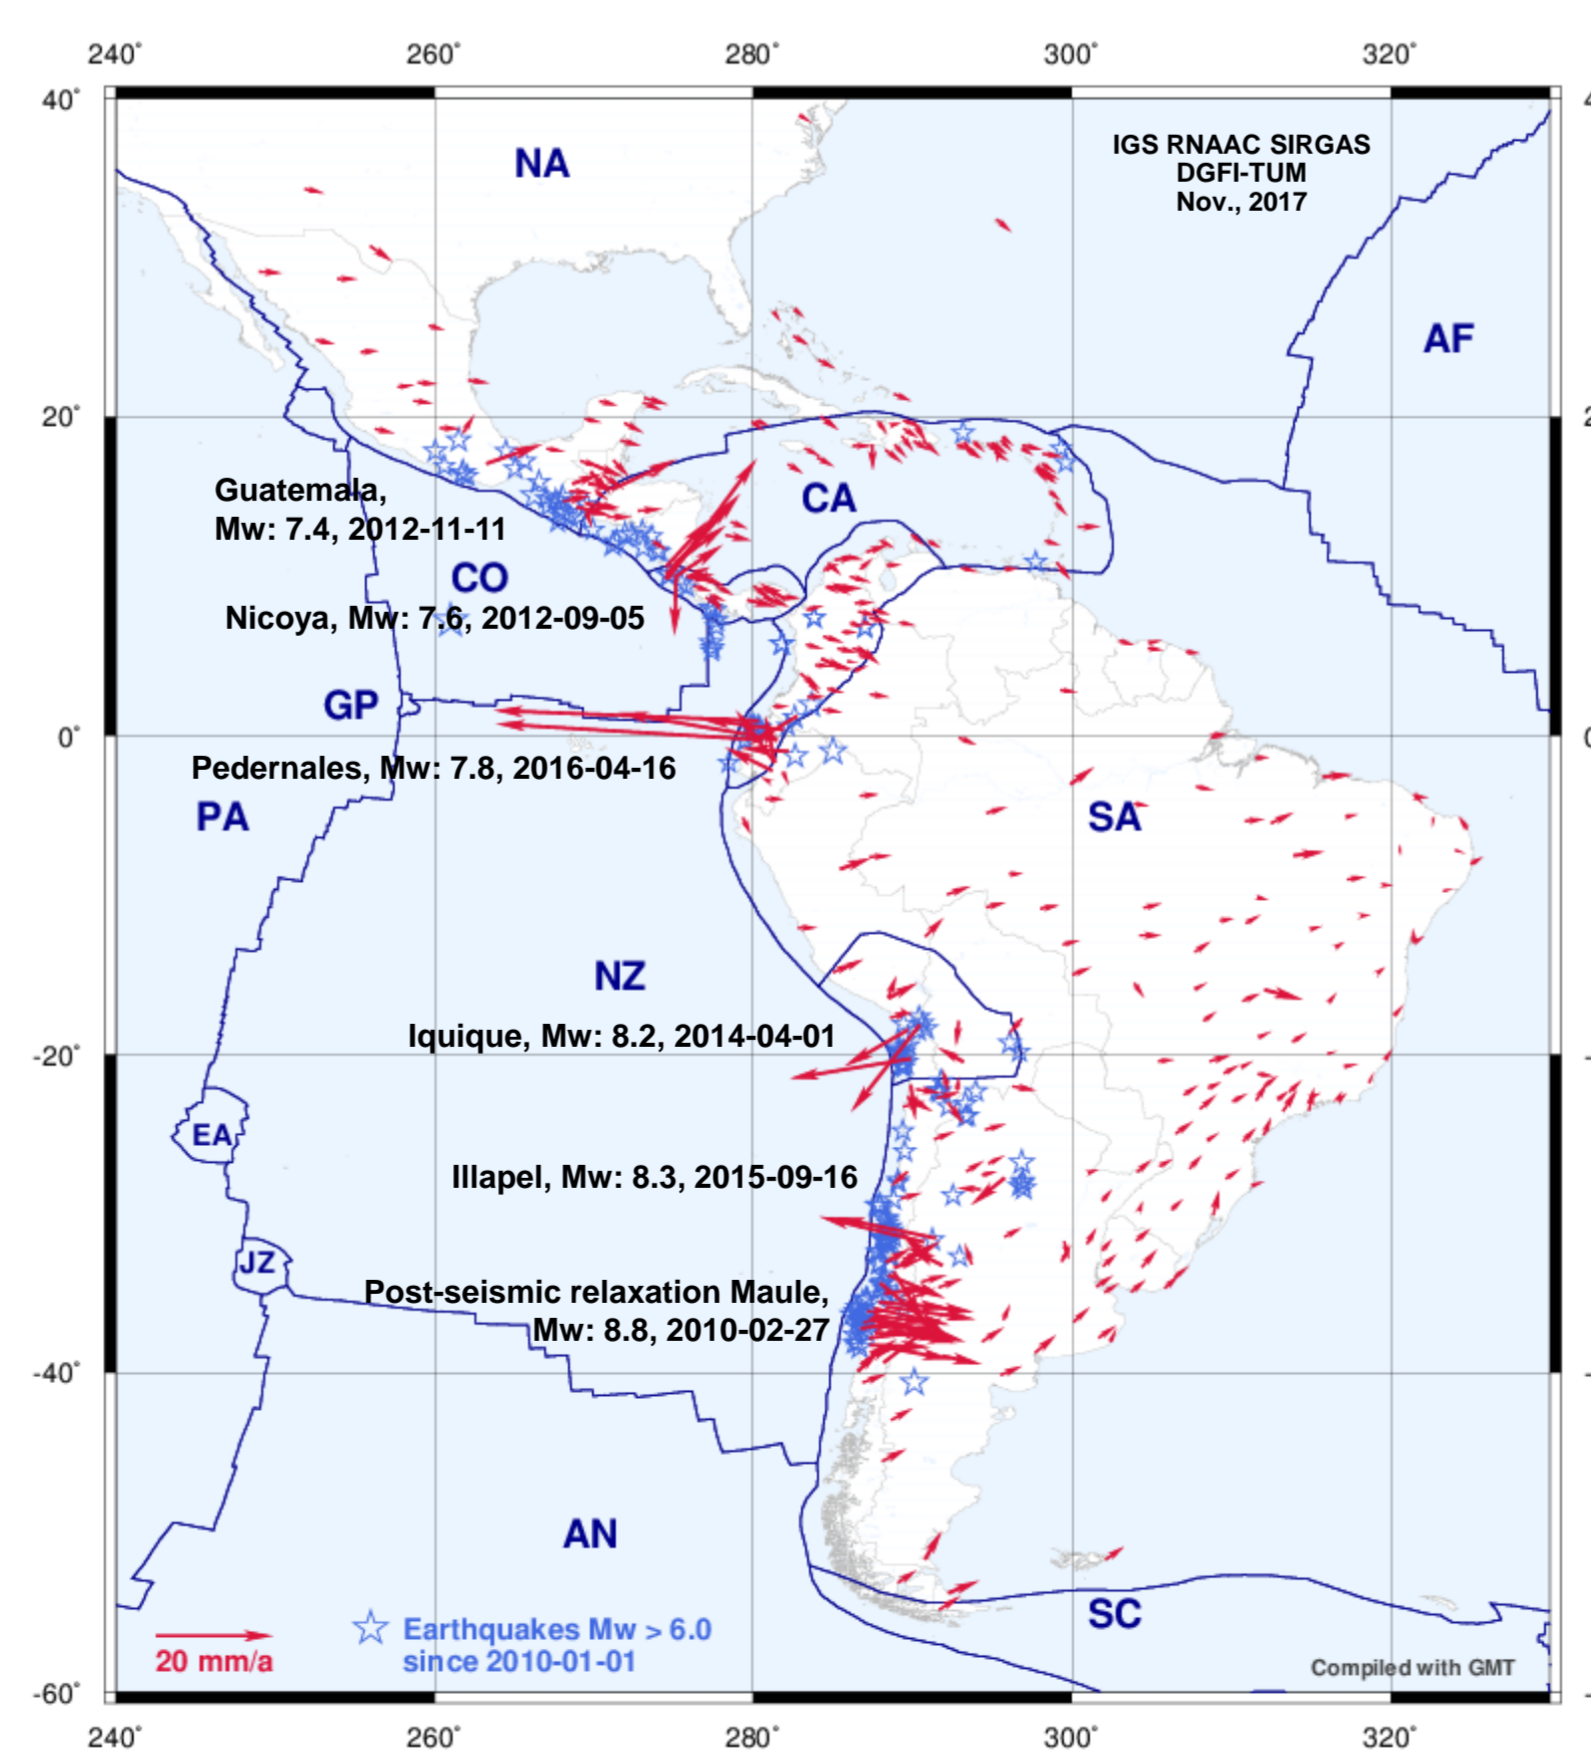 240° 260° 280° 300° 320°
40°
NA
IGS RNAAC SIRGAS
DGFI-TUM
Nov., 2017
AF
20°
Guatemala,
Mw: 7.4, 2012-11-11
CA
CO
Nicoya, Mw: 7.6, 2012-09-05
GP
0°
Pedernales, Mw: 7.8, 2016-04-16
PA
SA
NZ
Iquique, Mw: 8.2, 2014-04-01
-20°
EA
Illapel, Mw: 8.3, 2015-09-16
JZ
Post-seismic relaxation Maule,
Mw: 8.8, 2010-02-27
-40°
AN
SC
20 mm/a
Earthquakes Mw > 6.0
since 2010-01-01
Compiled with GMT
-60°
240° 260° 280° 300° 320°